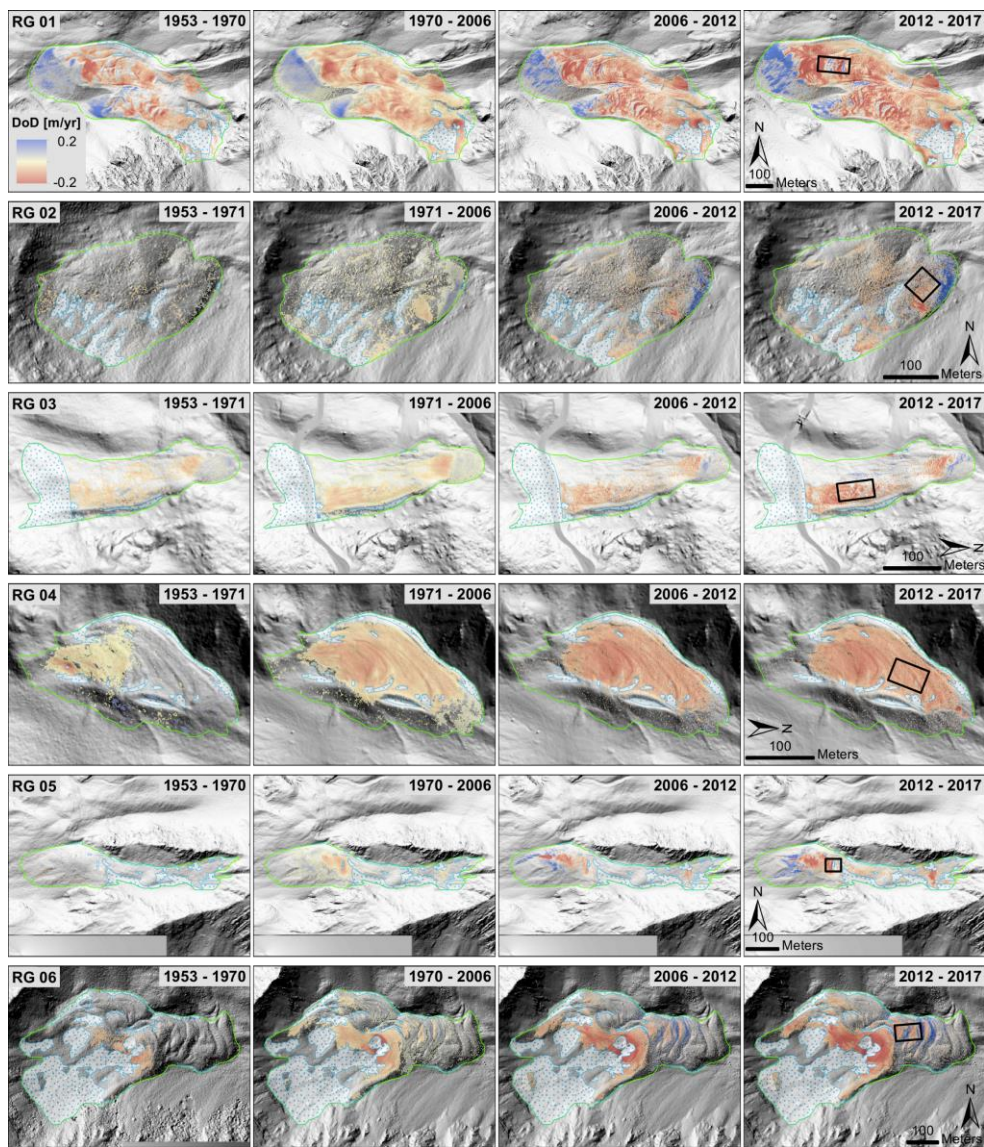 RG 01 1953 - 1970 1970 - 2006 2006 - 2012 2012 - 2017
DoD [m/yr]
0.2
-0.2
N
100
Meters
RG 02 1953 - 1971 1971 - 2006 2006 - 2012 2012 - 2017
N
100
Meters
RG 03 1953 - 1971 1971 - 2006 2006 - 2012 2012 - 2017
N
100
Meters
RG 04 1953 - 1971 1971 - 2006 2006 - 2012 2012 - 2017
N
100
Meters
RG 05 1953 - 1970 1970 - 2006 2006 - 2012 2012 - 2017
N
100
Meters
RG 06 1953 - 1970 1970 - 2006 2006 - 2012 2012 - 2017
N
100
Meters